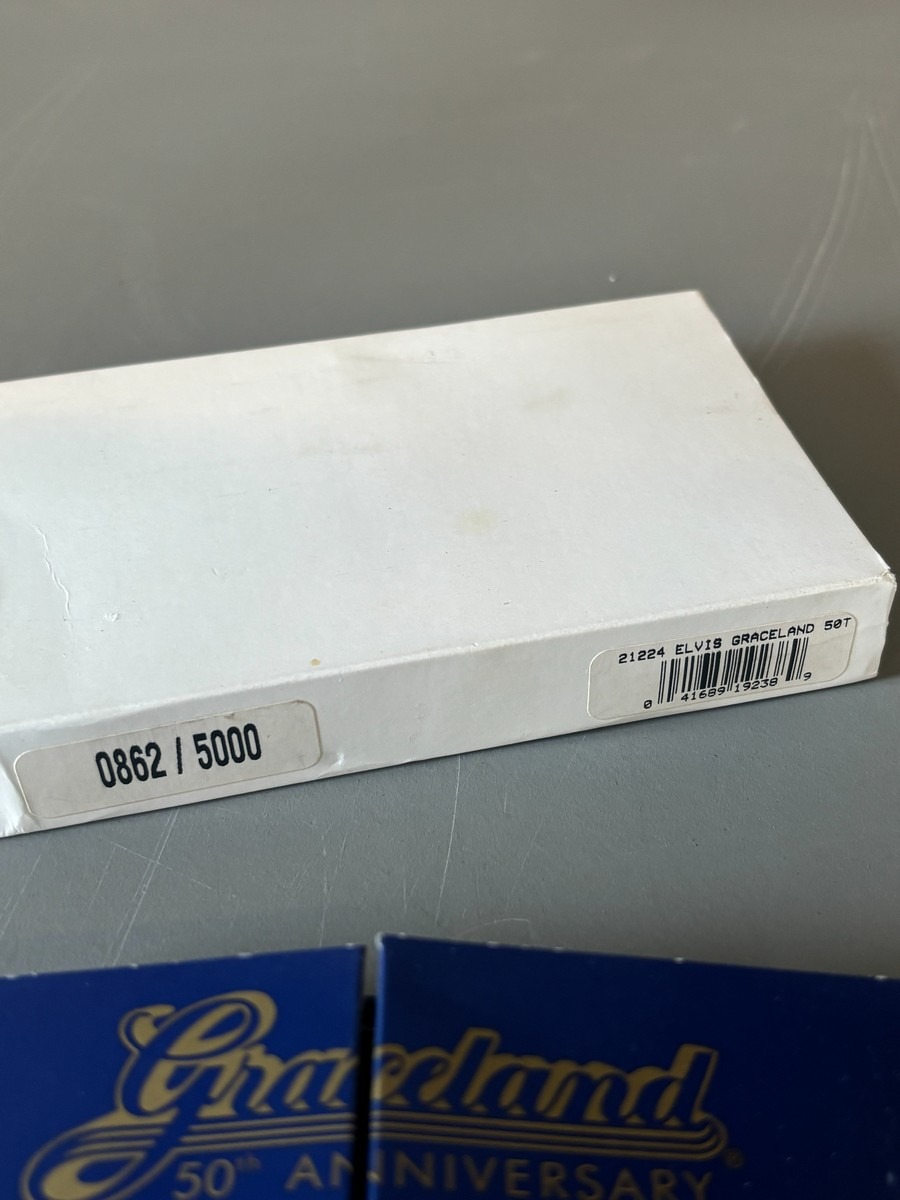 21224 ELVIS GRACELAND 50T
0 41689 19238 9
0862 / 5000
Graceland®
50th ANNIVERSARY